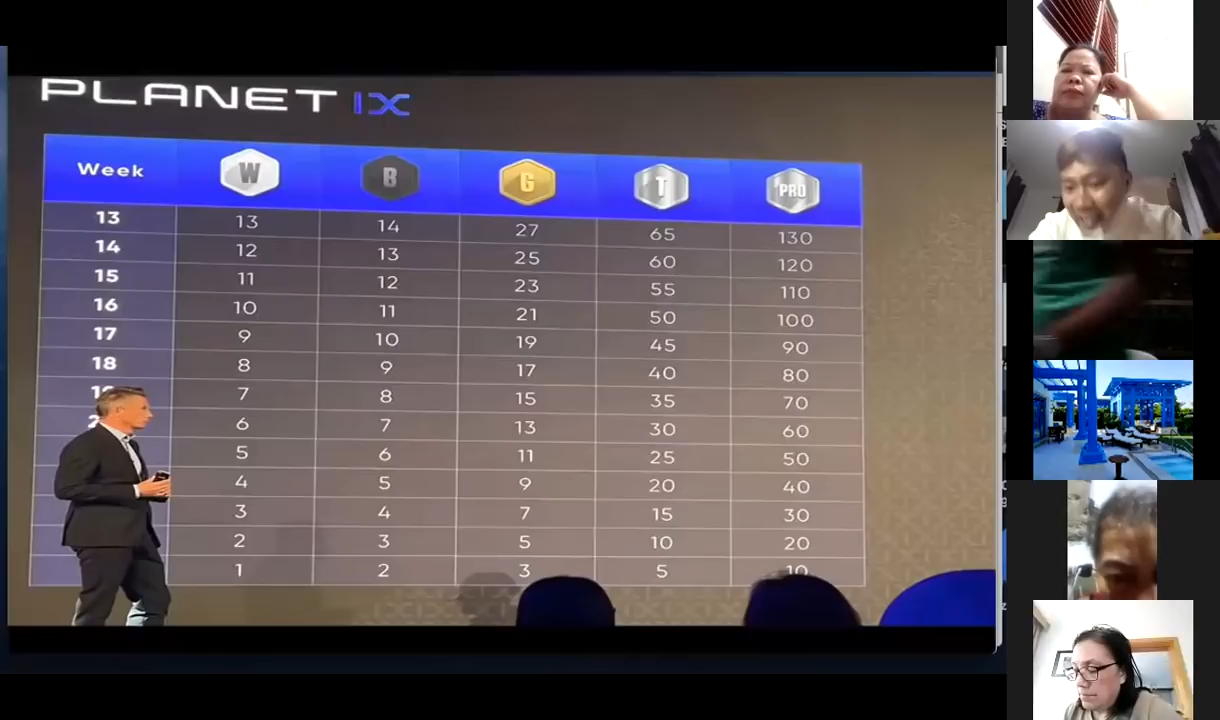 PLANET IX
Week W B G T PRO
13 13 14 27 65 130
14 12 13 25 60 120
15 11 12 23 55 110
16 10 11 21 50 100
17 9 10 19 45 90
18 8 9 17 40 80
7 8 15 35 70
6 7 13 30 60
5 6 11 25 50
4 5 9 20 40
3 4 7 15 30
2 3 5 10 20
1 2 3 5 10